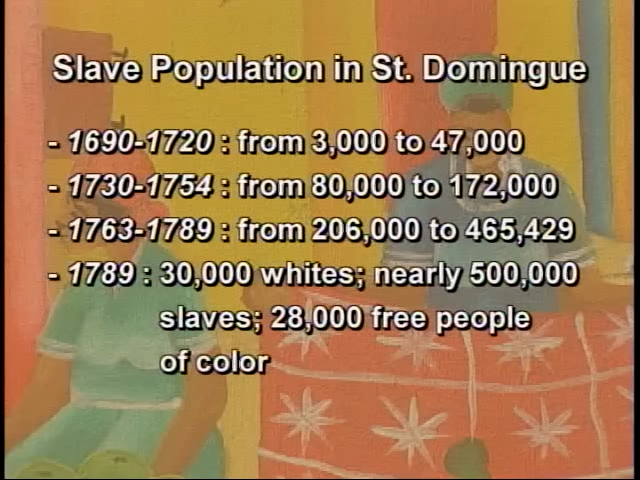 Slave Population in St. Domingue
- 1690-1720 : from 3,000 to 47,000
- 1730-1754 : from 80,000 to 172,000
- 1763-1789 : from 206,000 to 465,429
- 1789 : 30,000 whites; nearly 500,000
slaves; 28,000 free people
of color